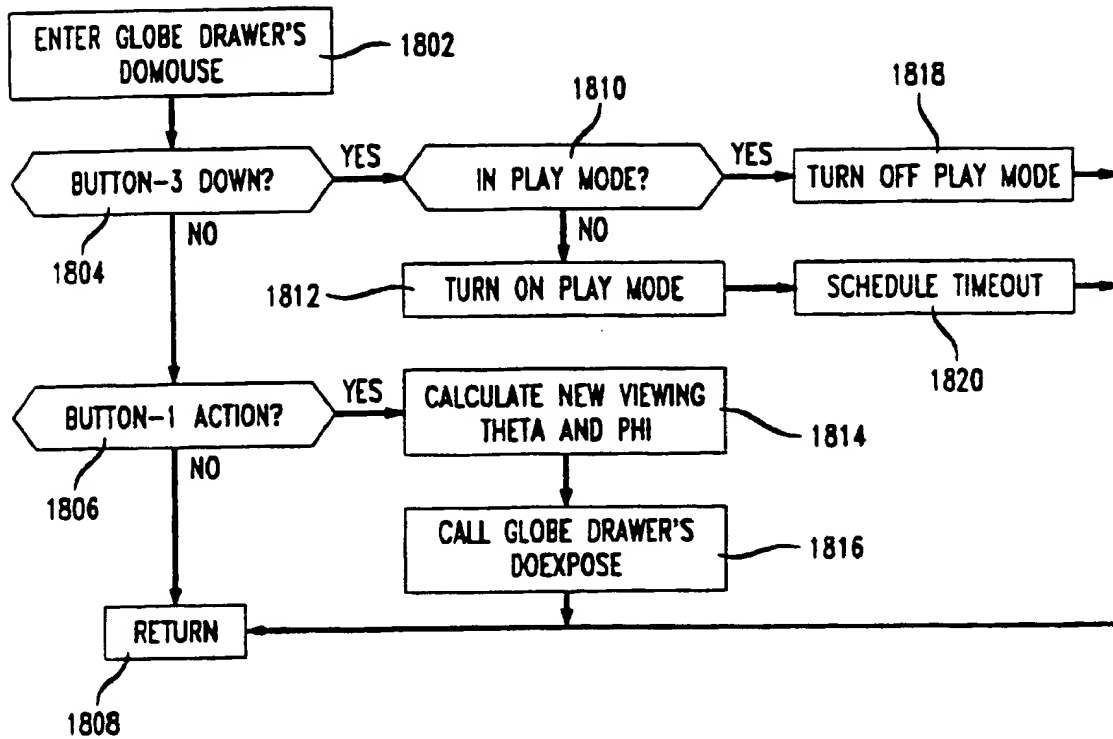 ENTER GLOBE DRAWER'S
DOMOUSE
1802
BUTTON-3 DOWN?
1804
YES
NO
1810
IN PLAY MODE?
YES
NO
1818
TURN OFF PLAY MODE
1812
TURN ON PLAY MODE
SCHEDULE TIMEOUT
1820
BUTTON-1 ACTION?
1806
YES
NO
CALCULATE NEW VIEWING
THETA AND PHI
1814
CALL GLOBE DRAWER'S
DOEXPOSE
1816
RETURN
1808